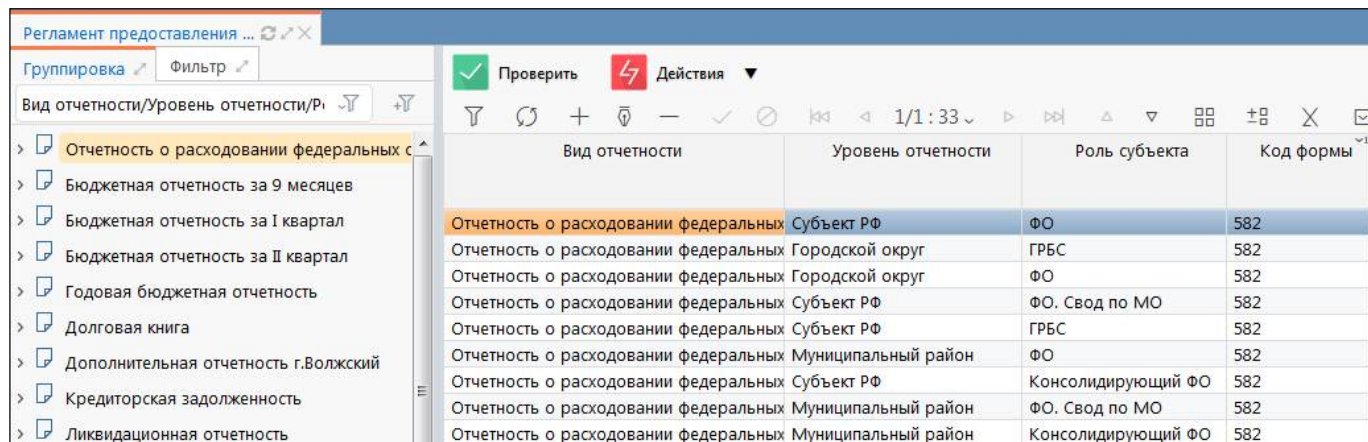 Регламент предоставления ...
Группировка
Фильтр
Вид отчетности/Уровень отчетности/Р
Отчетность о расходовании федеральных с
Бюджетная отчетность за 9 месяцев
Бюджетная отчетность за I квартал
Бюджетная отчетность за II квартал
Годовая бюджетная отчетность
Долговая книга
Дополнительная отчетность г.Волжский
Кредиторская задолженность
Ликвидационная отчетность
Проверить Действия
1/1 : 33
Вид отчетности Уровень отчетности Роль субъекта Код формы
Отчетность о расходовании федеральных Субъект РФ ФО 582
Отчетность о расходовании федеральных Городской округ ГРБС 582
Отчетность о расходовании федеральных Городской округ ФО 582
Отчетность о расходовании федеральных Субъект РФ ФО. Свод по МО 582
Отчетность о расходовании федеральных Субъект РФ ГРБС 582
Отчетность о расходовании федеральных Муниципальный район ФО 582
Отчетность о расходовании федеральных Субъект РФ Консолидирующий ФО 582
Отчетность о расходовании федеральных Муниципальный район ФО. Свод по МО 582
Отчетность о расходовании федеральных Муниципальный район Консолидирующий ФО 582